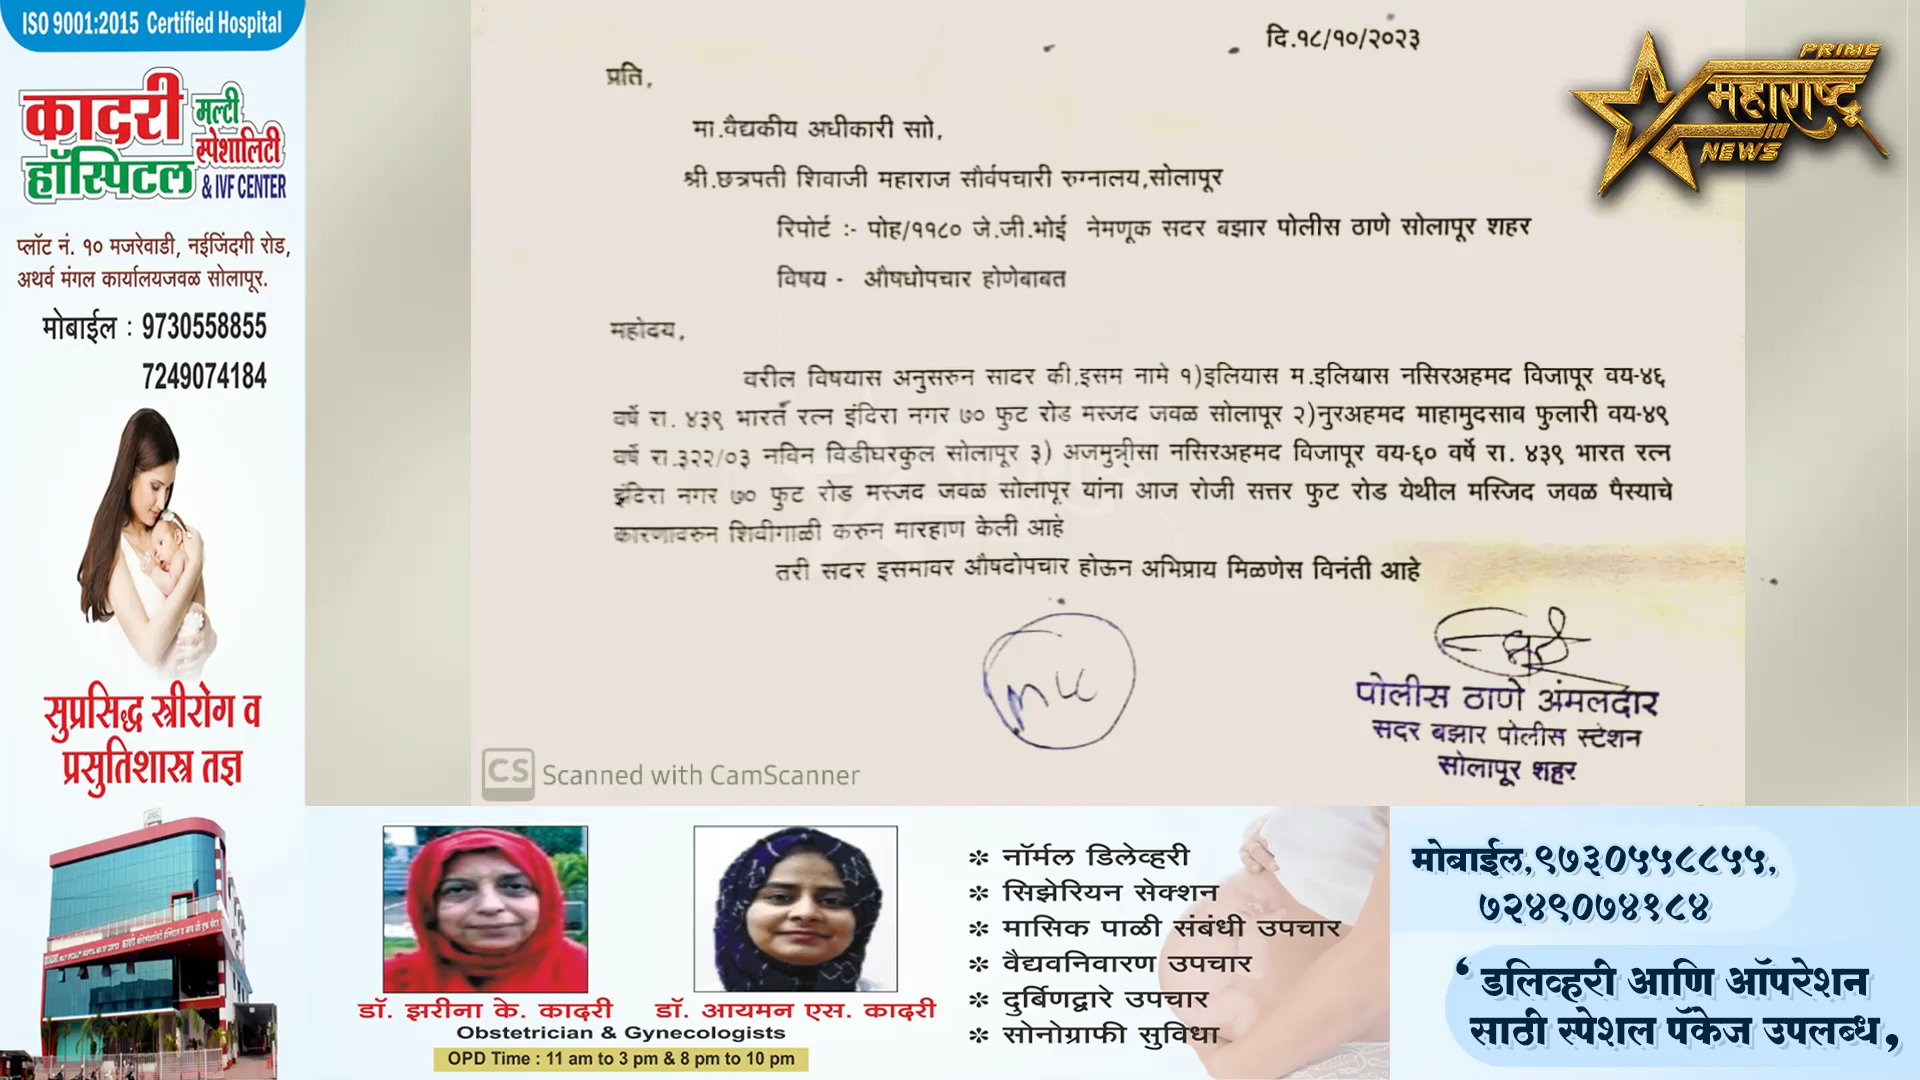 ISO 9001:2015 Certified Hospital
कादरी मल्टी
हॉस्पिटल स्पेशालिटी
& IVF CENTER
प्लॉट नं. १० मजरेवाडी, नईजिंदगी रोड,
अथर्व मंगल कार्यालयजवळ सोलापूर.
मोबाईल : 9730558855
7249074184
सुप्रसिद्ध स्त्रीरोग व
प्रसुतिशास्त्र तज्ञ
दि.१८/१०/२०२३
प्रति,
मा.वैद्यकीय अधीकारी साो,
श्री.छत्रपती शिवाजी महाराज सौर्वपचारी रुग्नालय,सोलापूर
रिपोर्ट :- पोह/११८० जे.जी.भोई नेमणूक सदर बझार पोलीस ठाणे सोलापूर शहर
विषय - औषधोपचार होणेबाबत
महोदय,
वरील विषयास अनुसरुन सादर की,इसम नामे १)इलियास म.इलियास नसिरअहमद विजापूर वय-४६
वर्षे रा. ४३९ भारत रत्न इंदिरा नगर ७० फुट रोड मस्जद जवळ सोलापूर २)नुरअहमद माहामुदसाब फुलारी वय-४९
वर्षे रा.३२२/०३ नविन विडीघरकुल सोलापूर ३) अजमुन्नीसा नसिरअहमद विजापूर वय-६० वर्षे रा. ४३९ भारत रत्न
इंदिरा नगर ७० फुट रोड मस्जद जवळ सोलापूर यांना आज रोजी सत्तर फुट रोड येथील मस्जिद जवळ पैस्याचे
कारणावरुन शिवीगाळी करुन मारहाण केली आहे
तरी सदर इसमावर औषदोपचार होऊन अभिप्राय मिळणेस विनंती आहे
पोलीस ठाणे अंमलदार
सदर बझार पोलीस स्टेशन
सोलापूर शहर
CS Scanned with CamScanner
PRIME
महाराष्ट्र
NEWS
डॉ. झरीना के. कादरी
डॉ. आयमन एस. कादरी
Obstetrician & Gynecologists
OPD Time : 11 am to 3 pm & 8 pm to 10 pm
❇ नॉर्मल डिलेव्हरी
❇ सिझेरियन सेक्शन
❇ मासिक पाळी संबंधी उपचार
❇ वैद्यवनिवारण उपचार
❇ दुर्बिणद्वारे उपचार
❇ सोनोग्राफी सुविधा
मोबाईल,९७३०५५८८५५,
७२४९०७४१८४
‘ डलिव्हरी आणि ऑपरेशन
साठी स्पेशल पॅकेज उपलब्ध,